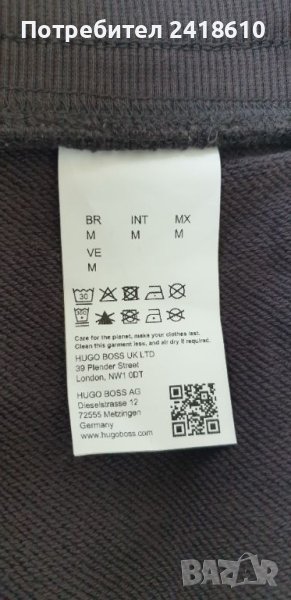 Потребител 2418610
BR INT MX
M M M
VE
M
30
Care for the planet, make your clothes last.
Clean this garment less, and air dry if required.
HUGO BOSS UK LTD
39 Plender Street
London, NW1 0DT
HUGO BOSS AG
Dieselstrasse 12
72555 Metzingen
Germany
www.hugoboss.com
BAZAR